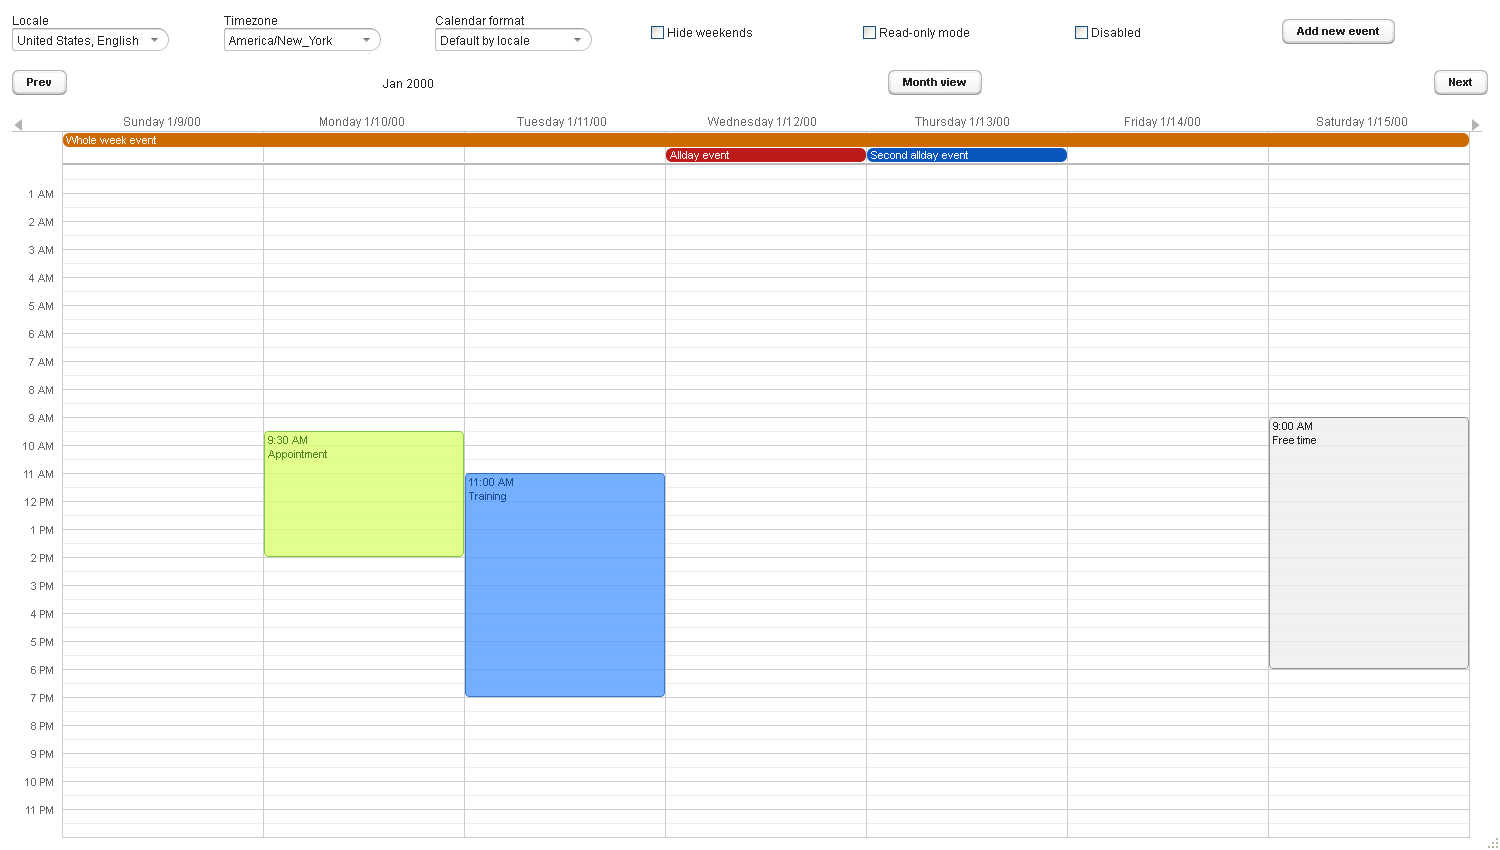 Locale
Timezone
Calendar format
United States, English
America/New_York
Default by locale
Hide weekends
Read-only mode
Disabled
Add new event
Prev
Jan 2000
Month view
Next
Sunday 1/9/00
Monday 1/10/00
Tuesday 1/11/00
Wednesday 1/12/00
Thursday 1/13/00
Friday 1/14/00
Saturday 1/15/00
Whole week event
Allday event
Second allday event
1 AM
2 AM
3 AM
4 AM
5 AM
6 AM
7 AM
8 AM
9 AM
10 AM
11 AM
12 PM
1 PM
2 PM
3 PM
4 PM
5 PM
6 PM
7 PM
8 PM
9 PM
10 PM
11 PM
9:30 AM
Appointment
11:00 AM
Training
9:00 AM
Free time